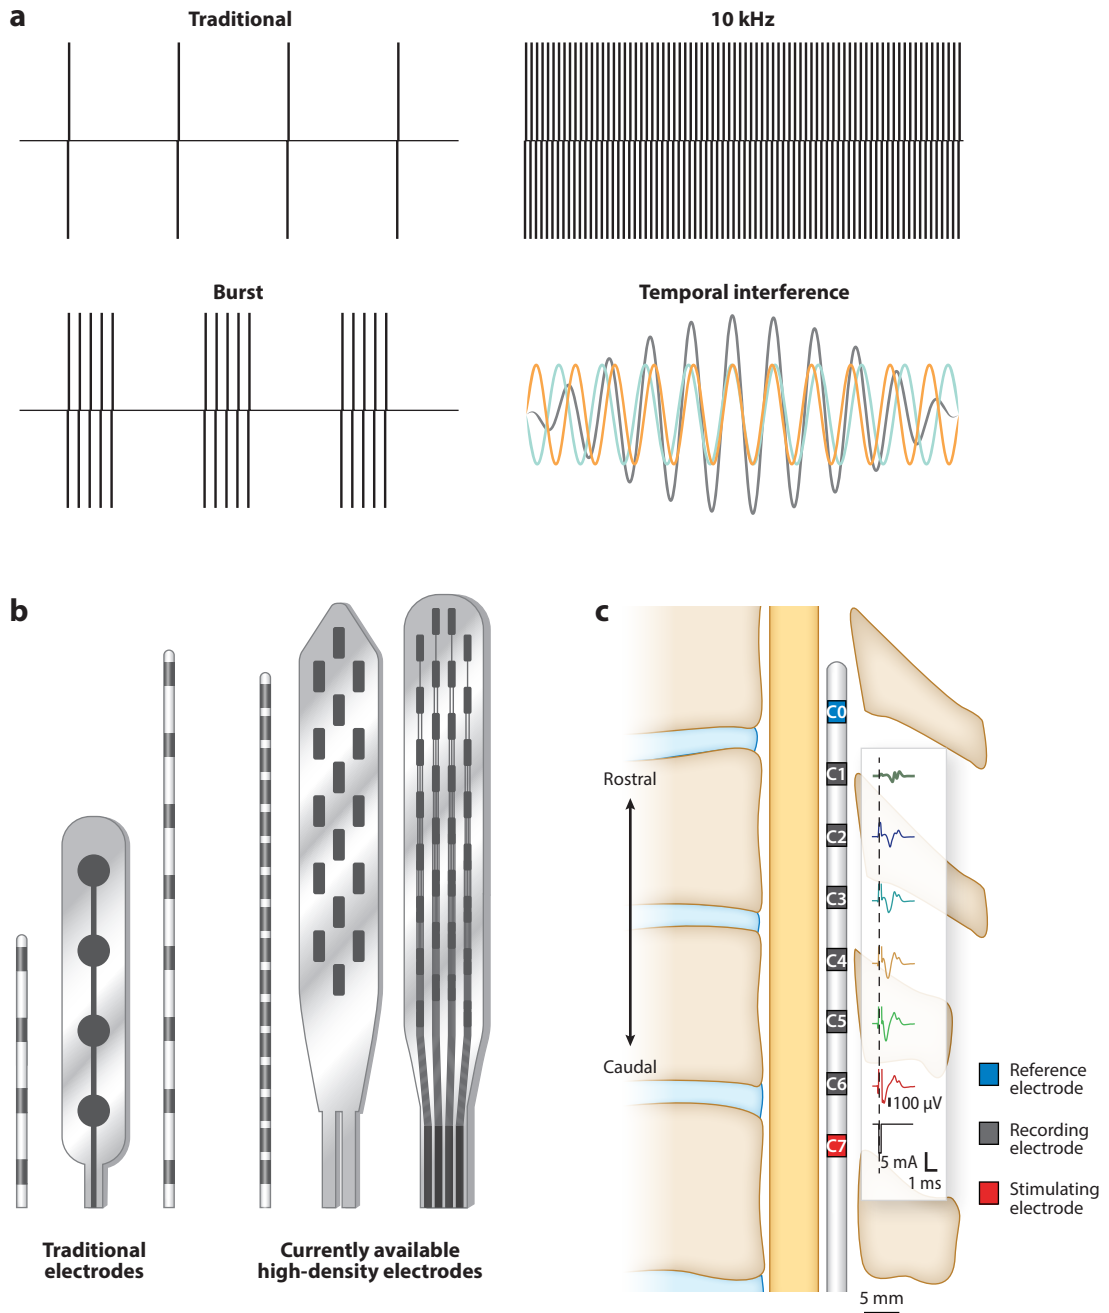 a
Traditional
10 kHz
Burst
Temporal interference
b
Traditional
electrodes
Currently available
high-density electrodes
c
Rostral
Caudal
C0
C1
C2
C3
C4
C5
C6
C7
100 µV
5 mA
1 ms
Reference
electrode
Recording
electrode
Stimulating
electrode
5 mm